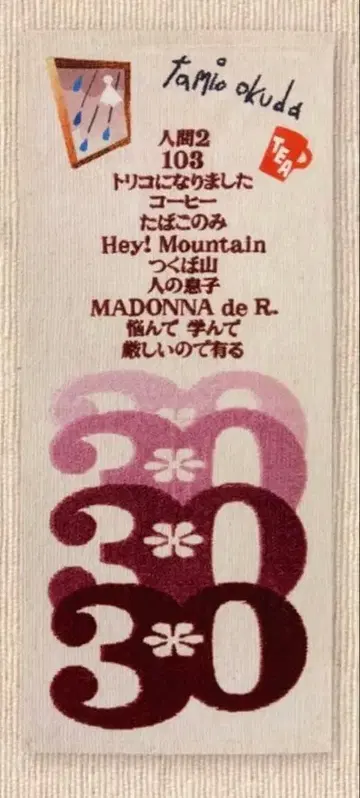 tamio okuda
TEA
人間2
103
トリコになりました
コーヒー
たばこのみ
Hey! Mountain
つくば山
人の息子
MADONNA de R.
悩んで 学んで
厳しいので有る
30
30
30
30